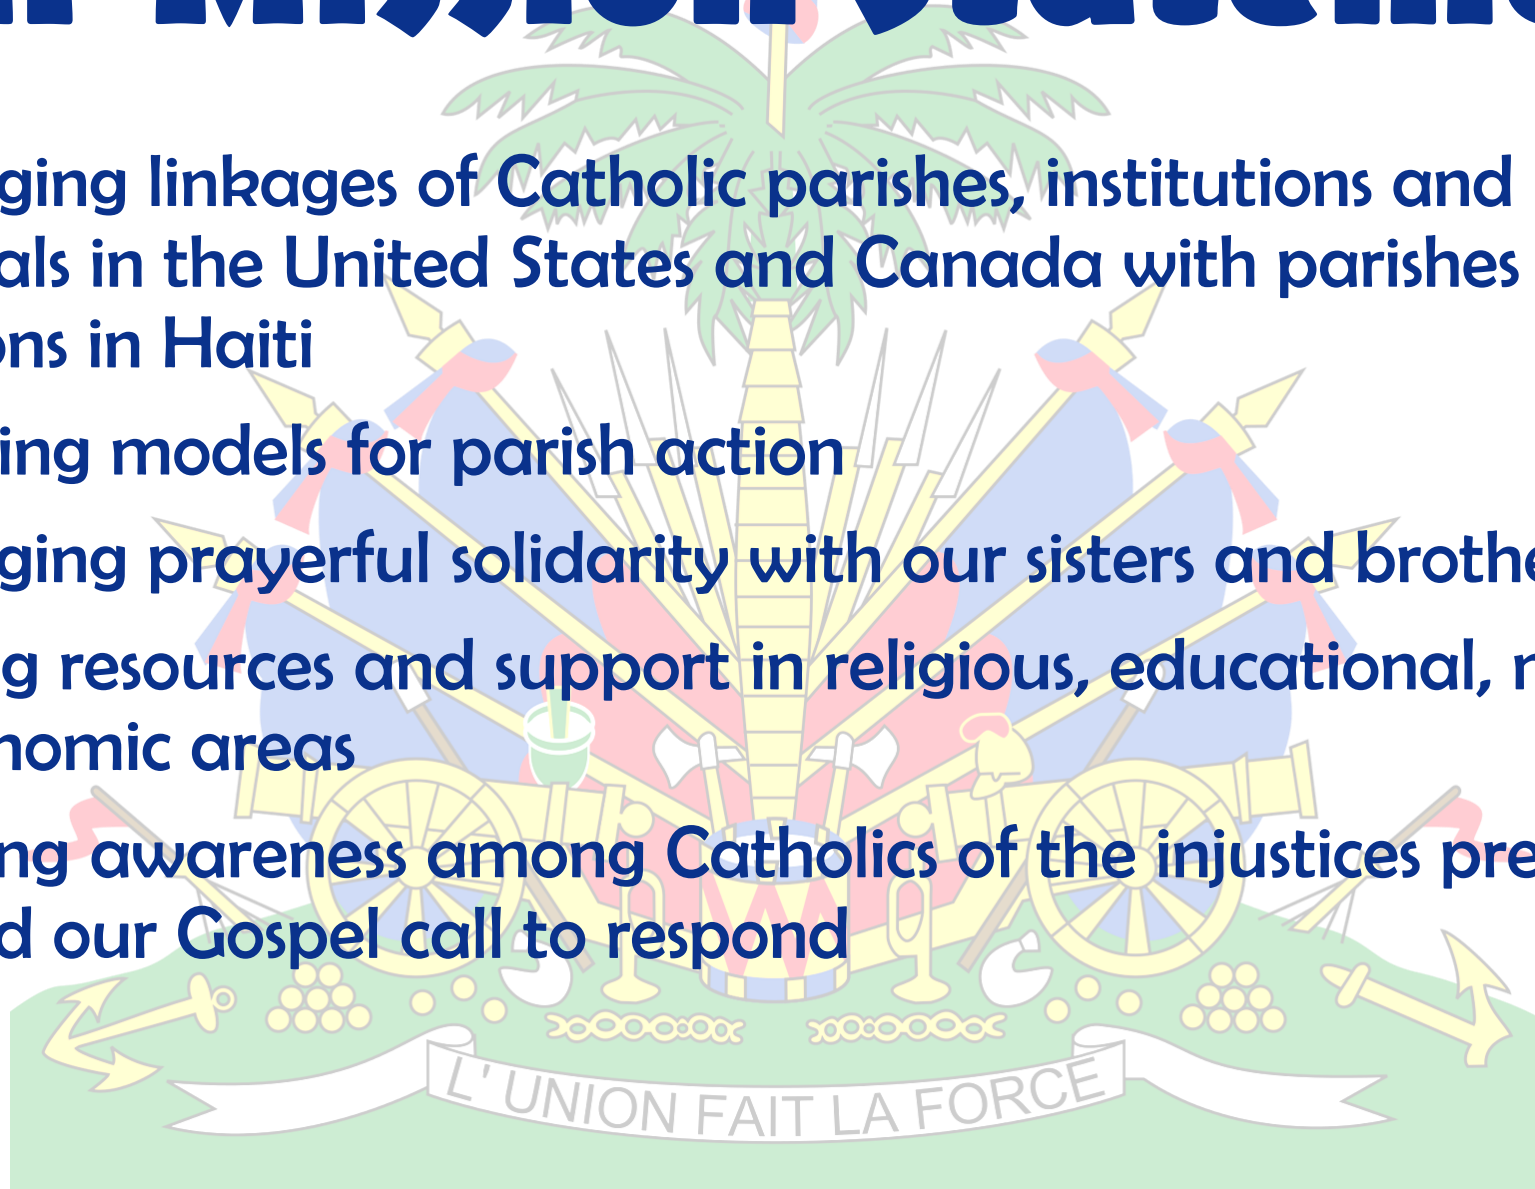 Mission Stateme
ging linkages of Catholic parishes, institutions and
als in the United States and Canada with parishes
ons in Haiti
ing models for parish action
ging prayerful solidarity with our sisters and brothe
g resources and support in religious, educational,
nomic areas
ng awareness among Catholics of the injustices pre
d our Gospel call to respond
L' UNION FAIT LA FORCE